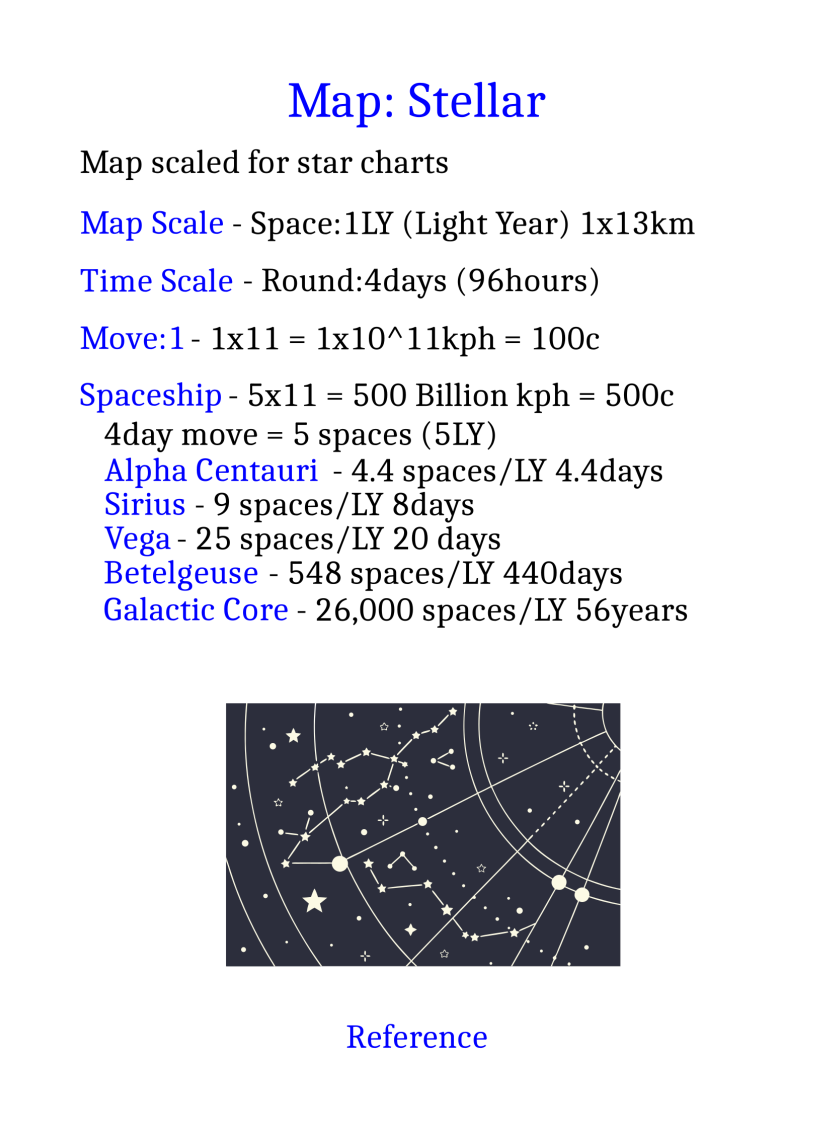 Map: Stellar
Map scaled for star charts
Map Scale - Space:1LY (Light Year) 1x13km
Time Scale - Round:4days (96hours)
Move:1 - 1x11 = 1x10^11kph = 100c
Spaceship - 5x11 = 500 Billion kph = 500c
4day move = 5 spaces (5LY)
Alpha Centauri - 4.4 spaces/LY 4.4days
Sirius - 9 spaces/LY 8days
Vega - 25 spaces/LY 20 days
Betelgeuse - 548 spaces/LY 440days
Galactic Core - 26,000 spaces/LY 56years
Reference